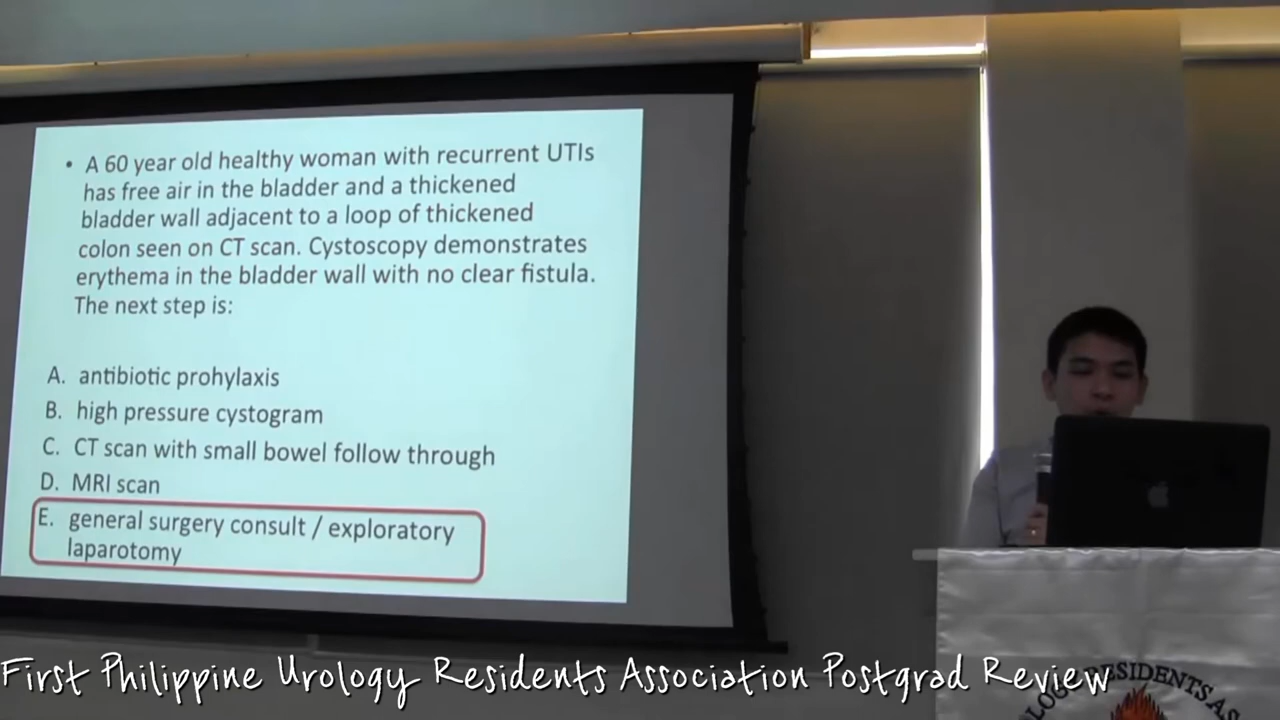 • A 60 year old healthy woman with recurrent UTIs
has free air in the bladder and a thickened
bladder wall adjacent to a loop of thickened
colon seen on CT scan. Cystoscopy demonstrates
erythema in the bladder wall with no clear fistula.
The next step is:
A. antibiotic prohylaxis
B. high pressure cystogram
C. CT scan with small bowel follow through
D. MRI scan
E. general surgery consult / exploratory
laparotomy
First Philippine Urology Residents Association Postgrad Review
RESIDENTS AS